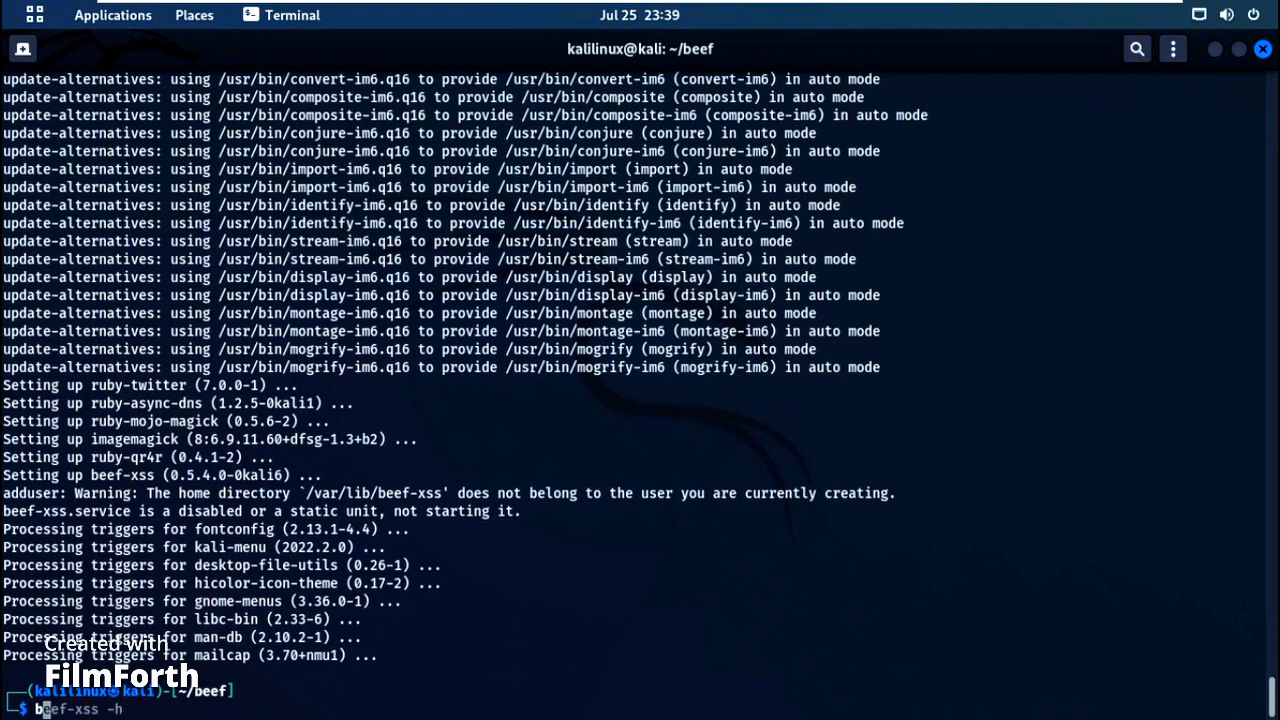 Applications Places Terminal Jul 25 23:39
kalilinux@kali: ~/beef
update-alternatives: using /usr/bin/convert-im6.q16 to provide /usr/bin/convert-im6 (convert-im6) in auto mode
update-alternatives: using /usr/bin/composite-im6.q16 to provide /usr/bin/composite (composite) in auto mode
update-alternatives: using /usr/bin/composite-im6.q16 to provide /usr/bin/composite-im6 (composite-im6) in auto mode
update-alternatives: using /usr/bin/conjure-im6.q16 to provide /usr/bin/conjure (conjure) in auto mode
update-alternatives: using /usr/bin/conjure-im6.q16 to provide /usr/bin/conjure-im6 (conjure-im6) in auto mode
update-alternatives: using /usr/bin/import-im6.q16 to provide /usr/bin/import (import) in auto mode
update-alternatives: using /usr/bin/import-im6.q16 to provide /usr/bin/import-im6 (import-im6) in auto mode
update-alternatives: using /usr/bin/identify-im6.q16 to provide /usr/bin/identify (identify) in auto mode
update-alternatives: using /usr/bin/identify-im6.q16 to provide /usr/bin/identify-im6 (identify-im6) in auto mode
update-alternatives: using /usr/bin/stream-im6.q16 to provide /usr/bin/stream (stream) in auto mode
update-alternatives: using /usr/bin/stream-im6.q16 to provide /usr/bin/stream-im6 (stream-im6) in auto mode
update-alternatives: using /usr/bin/display-im6.q16 to provide /usr/bin/display (display) in auto mode
update-alternatives: using /usr/bin/display-im6.q16 to provide /usr/bin/display-im6 (display-im6) in auto mode
update-alternatives: using /usr/bin/montage-im6.q16 to provide /usr/bin/montage (montage) in auto mode
update-alternatives: using /usr/bin/montage-im6.q16 to provide /usr/bin/montage-im6 (montage-im6) in auto mode
update-alternatives: using /usr/bin/mogrify-im6.q16 to provide /usr/bin/mogrify (mogrify) in auto mode
update-alternatives: using /usr/bin/mogrify-im6.q16 to provide /usr/bin/mogrify-im6 (mogrify-im6) in auto mode
Setting up ruby-twitter (7.0.0-1) ...
Setting up ruby-async-dns (1.2.5-0kali1) ...
Setting up ruby-mojo-magick (0.5.6-2) ...
Setting up imagemagick (8:6.9.11.60+dfsg-1.3+b2) ...
Setting up ruby-qr4r (0.4.1-2) ...
Setting up beef-xss (0.5.4.0-0kali6) ...
adduser: Warning: The home directory `/var/lib/beef-xss' does not belong to the user you are currently creating.
beef-xss.service is a disabled or a static unit, not starting it.
Processing triggers for fontconfig (2.13.1-4.4) ...
Processing triggers for kali-menu (2022.2.0) ...
Processing triggers for desktop-file-utils (0.26-1) ...
Processing triggers for hicolor-icon-theme (0.17-2) ...
Processing triggers for gnome-menus (3.36.0-1) ...
Processing triggers for libc-bin (2.33-6) ...
Processing triggers for man-db (2.10.2-1) ...
Created with
Processing triggers for mailcap (3.70+nmu1) ...
FilmForth
(kalilinux㉿kali)-[~/beef]
$ beef-xss -h